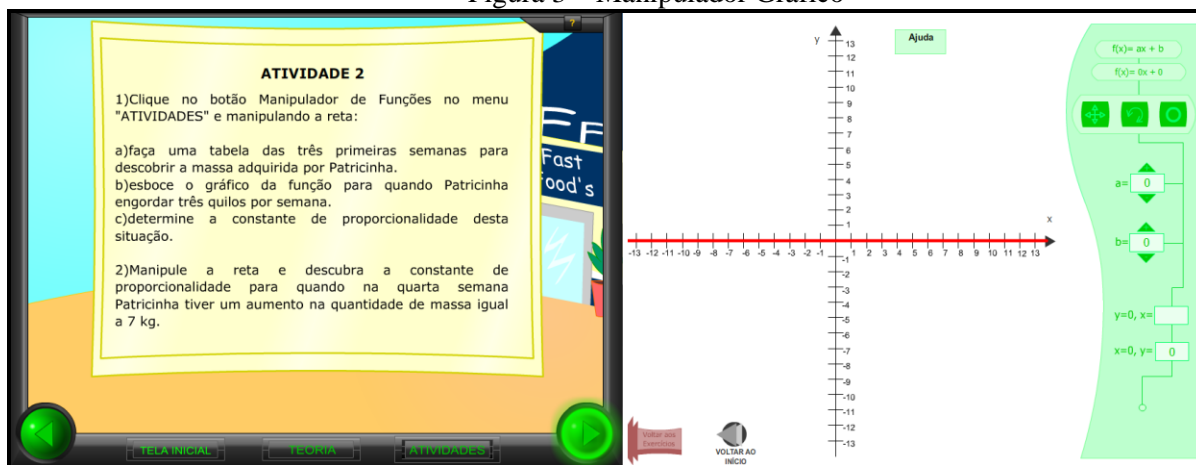 Figura 3 – Manipulador Gráfico
?
ATIVIDADE 2
1)Clique no botão Manipulador de Funções no menu
"ATIVIDADES" e manipulando a reta:
a)faça uma tabela das três primeiras semanas para
descobrir a massa adquirida por Patricinha.
b)esboce o gráfico da função para quando Patricinha
engordar três quilos por semana.
c)determine a constante de proporcionalidade desta
situação.
2)Manipule a reta e descubra a constante de
proporcionalidade para quando na quarta semana
Patricinha tiver um aumento na quantidade de massa igual
a 7 kg.
Fast
ood's
TELA INICIAL
TEORIA
ATIVIDADES
y
Ajuda
13
12
11
10
9
8
7
6
5
4
3
2
1
x
-13 -12 -11 -10 -9 -8 -7 -6 -5 -4 -3 -2 -1 1 2 3 4 5 6 7 8 9 10 11 12 13
-1
-2
-3
-4
-5
-6
-7
-8
-9
-10
-11
-12
-13
f(x)= ax + b
f(x)= 0x + 0
a= 0
b= 0
y=0, x=
x=0, y= 0
Voltar aos
Exercícios
VOLTAR AO
INÍCIO